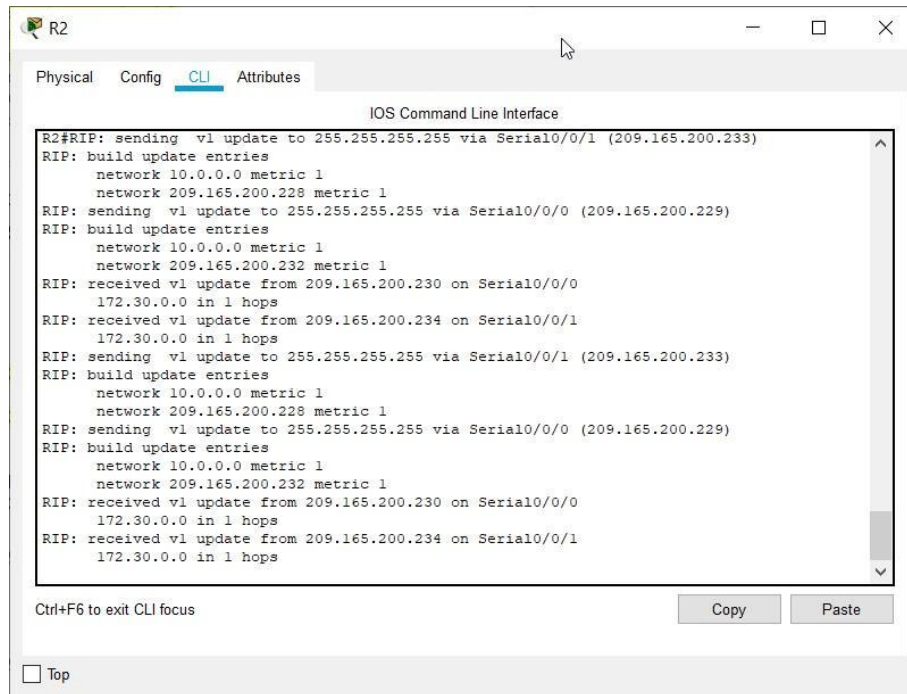 R2
Physical Config CLI Attributes
IOS Command Line Interface
R2#RIP: sending  v1 update to 255.255.255.255 via Serial0/0/1 (209.165.200.233)
RIP: build update entries
      network 10.0.0.0 metric 1
      network 209.165.200.228 metric 1
RIP: sending  v1 update to 255.255.255.255 via Serial0/0/0 (209.165.200.229)
RIP: build update entries
      network 10.0.0.0 metric 1
      network 209.165.200.232 metric 1
RIP: received v1 update from 209.165.200.230 on Serial0/0/0
      172.30.0.0 in 1 hops
RIP: received v1 update from 209.165.200.234 on Serial0/0/1
      172.30.0.0 in 1 hops
RIP: sending  v1 update to 255.255.255.255 via Serial0/0/1 (209.165.200.233)
RIP: build update entries
      network 10.0.0.0 metric 1
      network 209.165.200.228 metric 1
RIP: sending  v1 update to 255.255.255.255 via Serial0/0/0 (209.165.200.229)
RIP: build update entries
      network 10.0.0.0 metric 1
      network 209.165.200.232 metric 1
RIP: received v1 update from 209.165.200.230 on Serial0/0/0
      172.30.0.0 in 1 hops
RIP: received v1 update from 209.165.200.234 on Serial0/0/1
      172.30.0.0 in 1 hops
Ctrl+F6 to exit CLI focus Copy Paste
Top